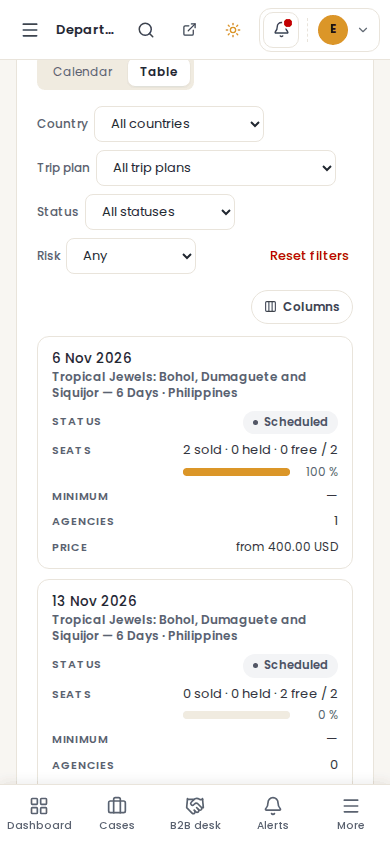 Depart...
E
Calendar
Table
Country
All countries
Trip plan
All trip plans
Status
All statuses
Risk
Any
Reset filters
Columns
6 Nov 2026
Tropical Jewels: Bohol, Dumaguete and
Siquijor — 6 Days · Philippines
STATUS
Scheduled
SEATS
2 sold · 0 held · 0 free / 2
100 %
MINIMUM
—
AGENCIES
1
PRICE
from 400.00 USD
13 Nov 2026
Tropical Jewels: Bohol, Dumaguete and
Siquijor — 6 Days · Philippines
STATUS
Scheduled
SEATS
0 sold · 0 held · 2 free / 2
0 %
MINIMUM
—
AGENCIES
0
Dashboard
Cases
B2B desk
Alerts
More